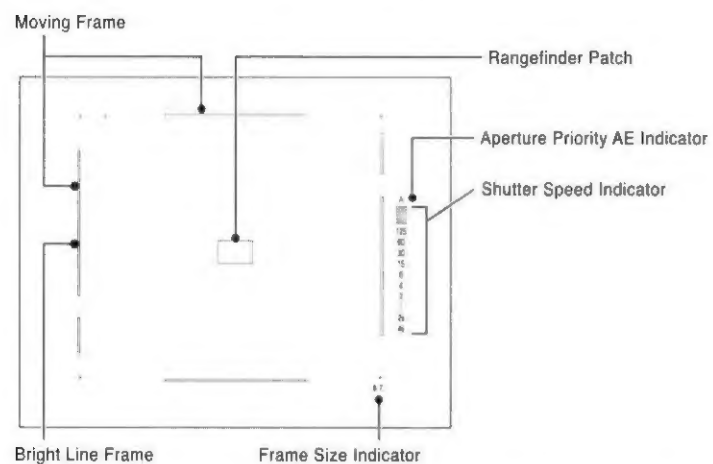 Moving Frame
Rangefinder Patch
Aperture Priority AE Indicator
Shutter Speed Indicator
A
125
60
30
15
8
4
2s
4s
6 7
Bright Line Frame
Frame Size Indicator